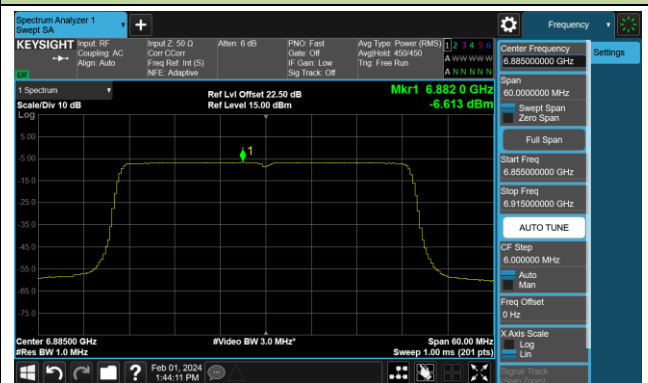 Spectrum Analyzer 1
Swept SA
Frequency
KEYSIGHT
Input: RF
Coupling: AC
Align: Auto
Input Z: 50 Ω
Corr CCorr
Freq Ref: Int (S)
NFE: Adaptive
Atten: 6 dB
PNO: Fast
Gate: Off
IF Gain: Low
Sig Track: Off
Avg Type: Power (RMS)
Avg|Hold: 450/450
Trig: Free Run
1 2 3 4 5 6
A W W W W W
A N N N N N
LXI
1 Spectrum
Scale/Div 10 dB
Log
Ref Lvl Offset 22.50 dB
Ref Level 15.00 dBm
Mkr1 6.882 0 GHz
-6.613 dBm
1
5.00
-5.00
-15.0
-25.0
-35.0
-45.0
-55.0
-65.0
-75.0
Center 6.88500 GHz
#Res BW 1.0 MHz
#Video BW 3.0 MHz*
Span 60.00 MHz
Sweep 1.00 ms (201 pts)
Feb 01, 2024
1:44:11 PM
Center Frequency
6.885000000 GHz
Settings
Span
60.0000000 MHz
Swept Span
Zero Span
Full Span
Start Freq
6.855000000 GHz
Stop Freq
6.915000000 GHz
AUTO TUNE
CF Step
6.000000 MHz
Auto
Man
Freq Offset
0 Hz
X Axis Scale
Log
Lin
Signal Track
(Span Zoom)